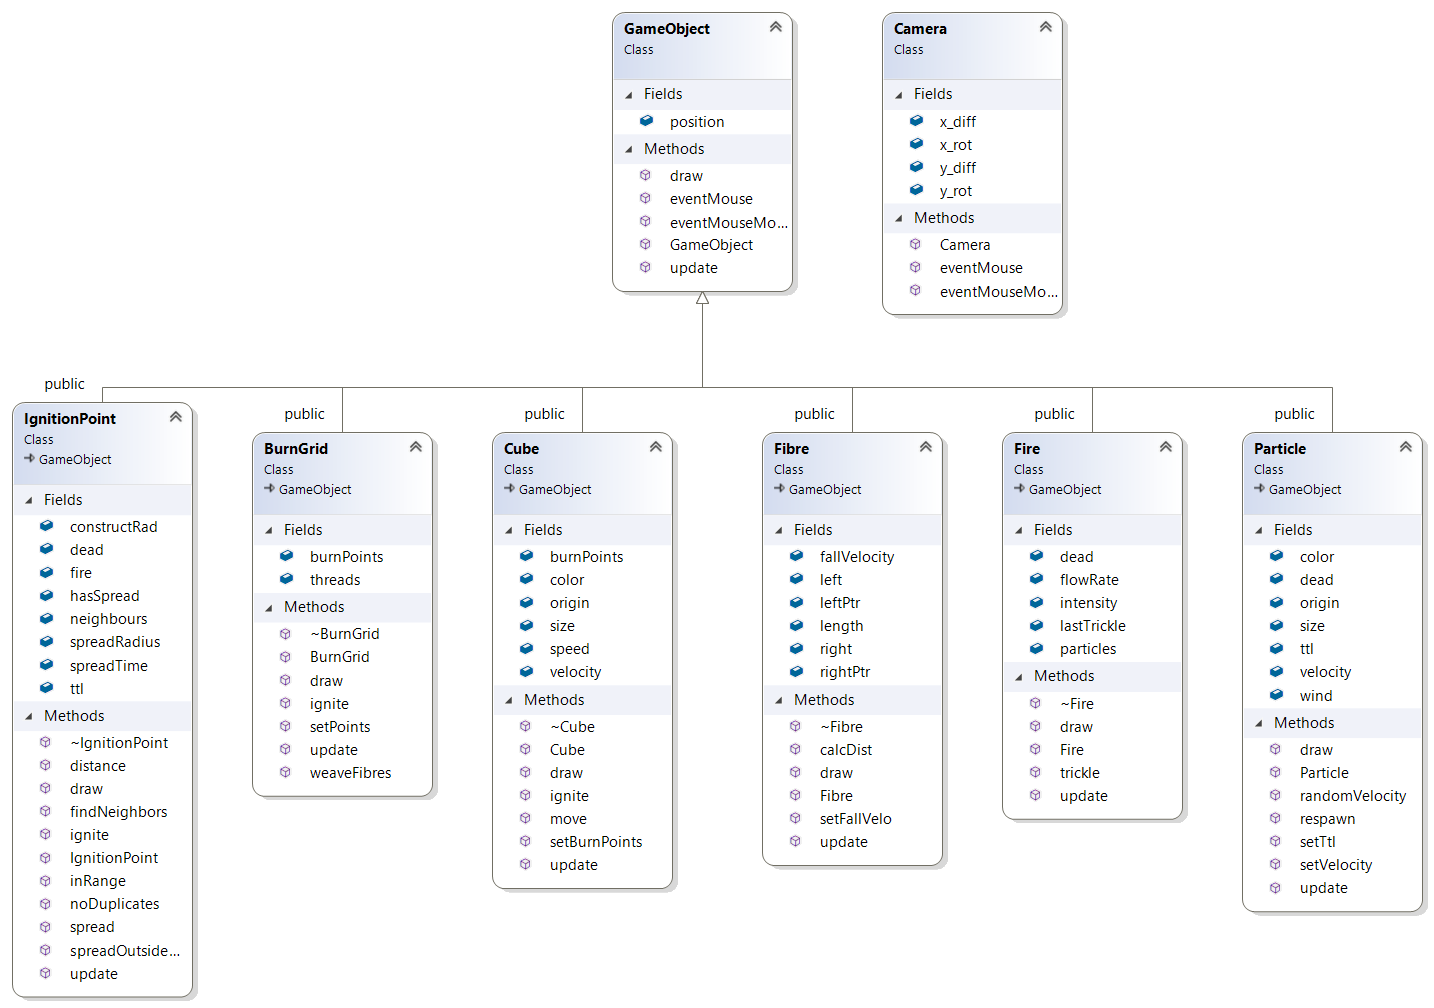 GameObject
Class
Fields
position
Methods
draw
eventMouse
eventMouseMo...
GameObject
update
Camera
Class
Fields
x_diff
x_rot
y_diff
y_rot
Methods
Camera
eventMouse
eventMouseMo...
public
IgnitionPoint
Class
GameObject
Fields
constructRad
dead
fire
hasSpread
neighbours
spreadRadius
spreadTime
ttl
Methods
~IgnitionPoint
distance
draw
findNeighbors
ignite
IgnitionPoint
inRange
noDuplicates
spread
spreadOutside...
update
public
BurnGrid
Class
GameObject
Fields
burnPoints
threads
Methods
~BurnGrid
BurnGrid
draw
ignite
setPoints
update
weaveFibres
public
Cube
Class
GameObject
Fields
burnPoints
color
origin
size
speed
velocity
Methods
~Cube
Cube
draw
ignite
move
setBurnPoints
update
public
Fibre
Class
GameObject
Fields
fallVelocity
left
leftPtr
length
right
rightPtr
Methods
~Fibre
calcDist
draw
Fibre
setFallVelo
update
public
Fire
Class
GameObject
Fields
dead
flowRate
intensity
lastTrickle
particles
Methods
~Fire
draw
Fire
trickle
update
public
Particle
Class
GameObject
Fields
color
dead
origin
size
ttl
velocity
wind
Methods
draw
Particle
randomVelocity
respawn
setTtl
setVelocity
update